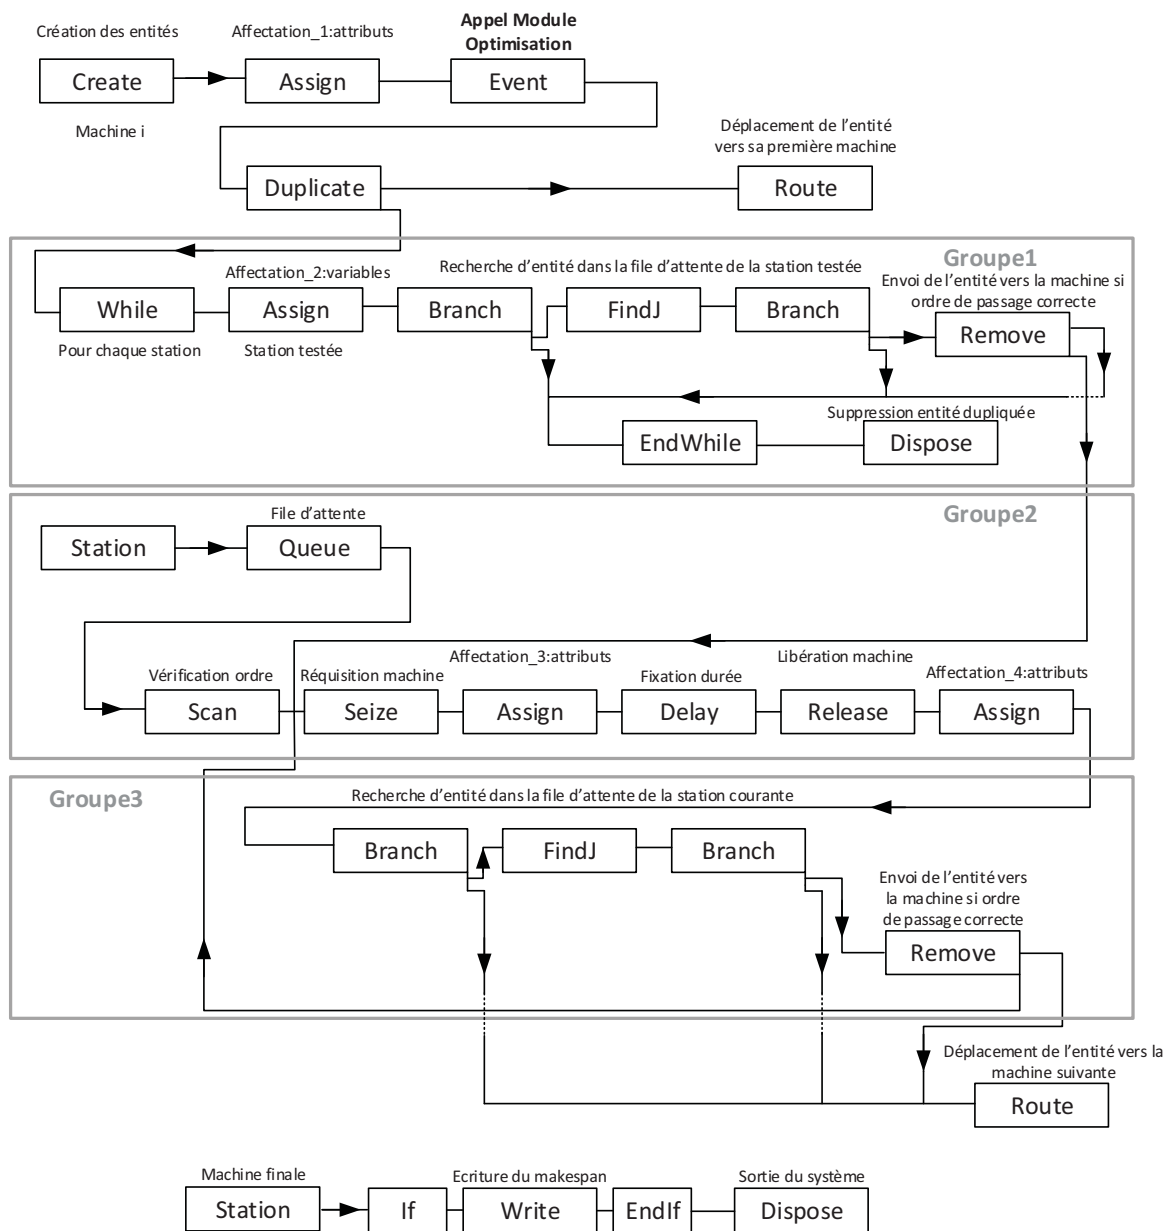 Création des entités
Affectation_1:attributs
Appel Module
Optimisation
Create
Assign
Event
Machine i
Déplacement de l'entité
vers sa première machine
Duplicate
Route
Groupe1
Affectation_2:variables
Recherche d'entité dans la file d'attente de la station testée
Envoi de l'entité vers la machine si
ordre de passage correcte
While
Assign
Branch
FindJ
Branch
Remove
Pour chaque station
Station testée
Suppression entité dupliquée
EndWhile
Dispose
Groupe2
File d'attente
Station
Queue
Affectation_3:attributs
Libération machine
Vérification ordre
Réquisition machine
Fixation durée
Affectation_4:attributs
Scan
Seize
Assign
Delay
Release
Assign
Groupe3
Recherche d'entité dans la file d'attente de la station courante
Branch
FindJ
Branch
Envoi de l'entité vers
la machine si ordre
de passage correcte
Remove
Déplacement de l'entité vers la
machine suivante
Route
Machine finale
Ecriture du makespan
Sortie du système
Station
If
Write
EndIf
Dispose